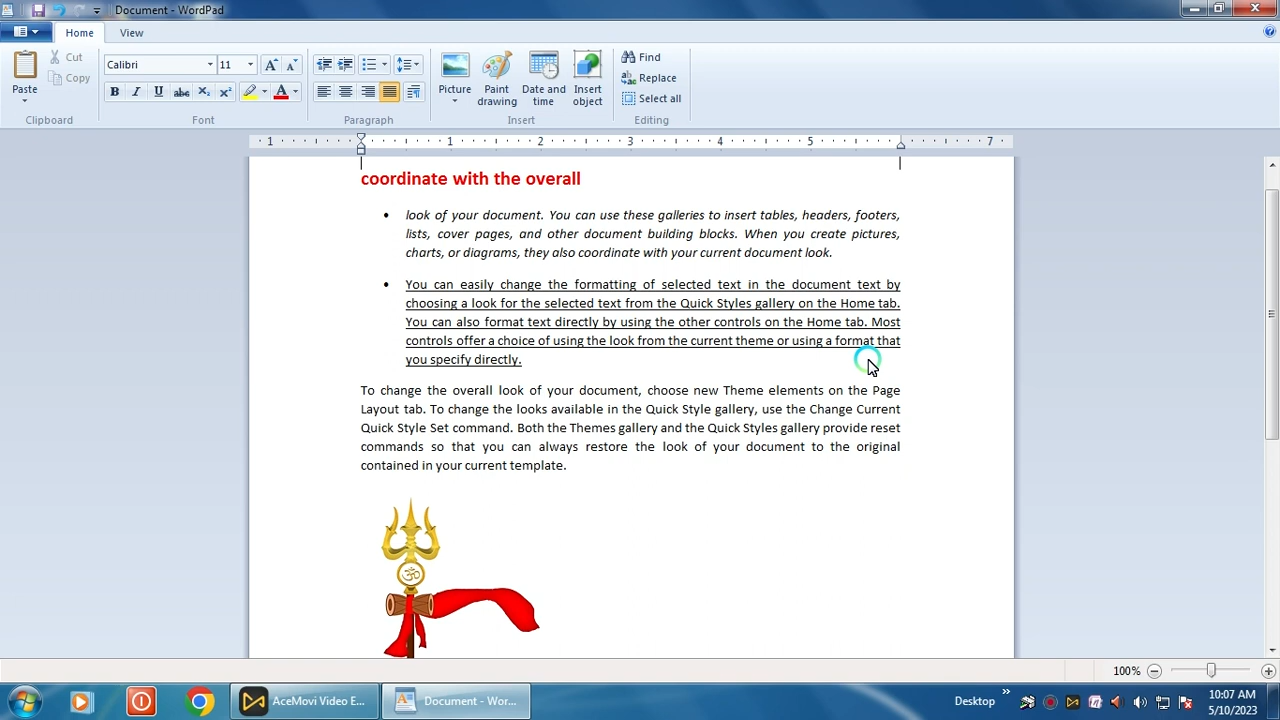 Document - WordPad
Home
View
Paste
Cut
Copy
Clipboard
Calibri
11
Font
Paragraph
Picture
Paint drawing
Date and time
Insert object
Insert
Find
Replace
Select all
Editing
1 1 2 3 4 5 7
coordinate with the overall
• look of your document. You can use these galleries to insert tables, headers, footers,
lists, cover pages, and other document building blocks. When you create pictures,
charts, or diagrams, they also coordinate with your current document look.
• You can easily change the formatting of selected text in the document text by
choosing a look for the selected text from the Quick Styles gallery on the Home tab.
You can also format text directly by using the other controls on the Home tab. Most
controls offer a choice of using the look from the current theme or using a format that
you specify directly.
To change the overall look of your document, choose new Theme elements on the Page
Layout tab. To change the looks available in the Quick Style gallery, use the Change Current
Quick Style Set command. Both the Themes gallery and the Quick Styles gallery provide reset
commands so that you can always restore the look of your document to the original
contained in your current template.
ॐ
100%
AceMovi Video E...
Document - Wor...
Desktop
10:07 AM
5/10/2023